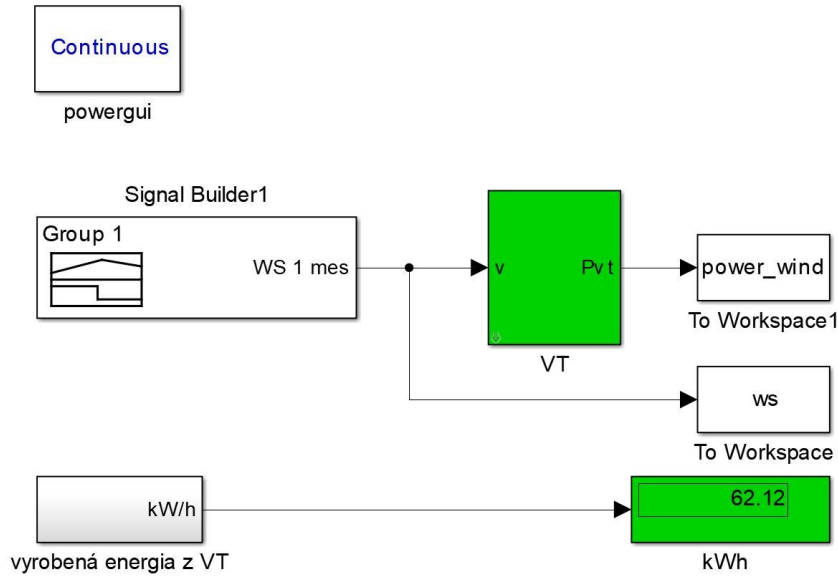 Continuous
powergui
Signal Builder1
Group 1
WS 1 mes
v
Pvt
VT
power_wind
To Workspace1
ws
To Workspace
kW/h
vyrobená energia z VT
62.12
kWh